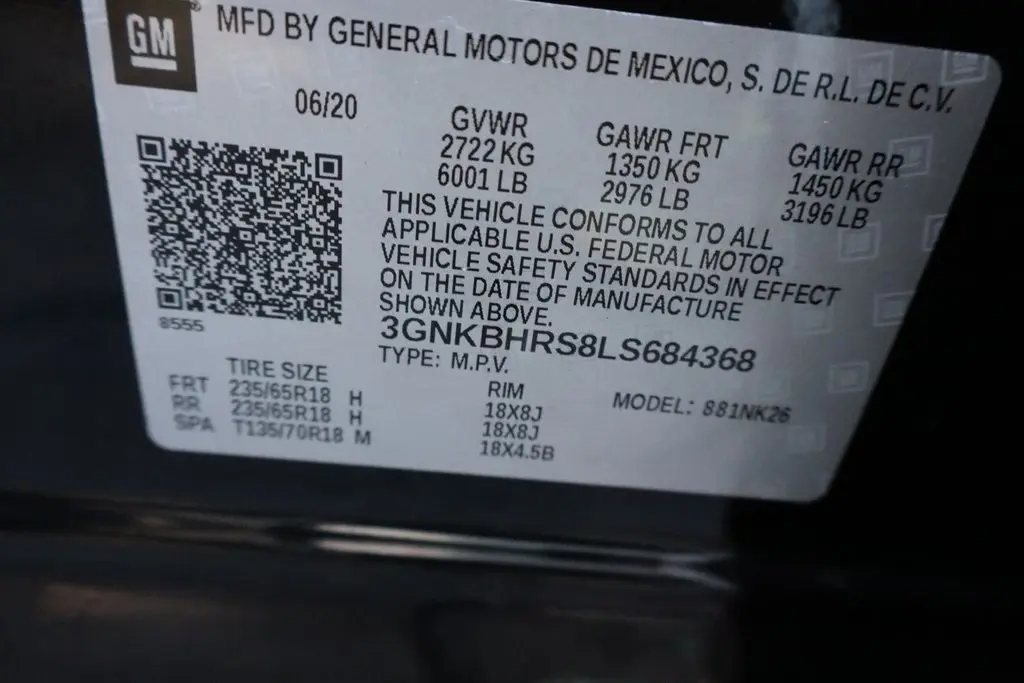 GM
MFD BY GENERAL MOTORS DE MEXICO, S. DE R.L. DE C.V.
06/20
GVWR GAWR FRT GAWR RR
2722 KG 1350 KG 1450 KG
6001 LB 2976 LB 3196 LB
THIS VEHICLE CONFORMS TO ALL
APPLICABLE U.S. FEDERAL MOTOR
VEHICLE SAFETY STANDARDS IN EFFECT
ON THE DATE OF MANUFACTURE
SHOWN ABOVE.
3GNKBHRS8LS684368
8555
TYPE: M.P.V.
TIRE SIZE RIM MODEL: 881NK26
FRT 235/65R18 H 18X8J
RR 235/65R18 H 18X8J
SPA T135/70R18 M 18X4.5B